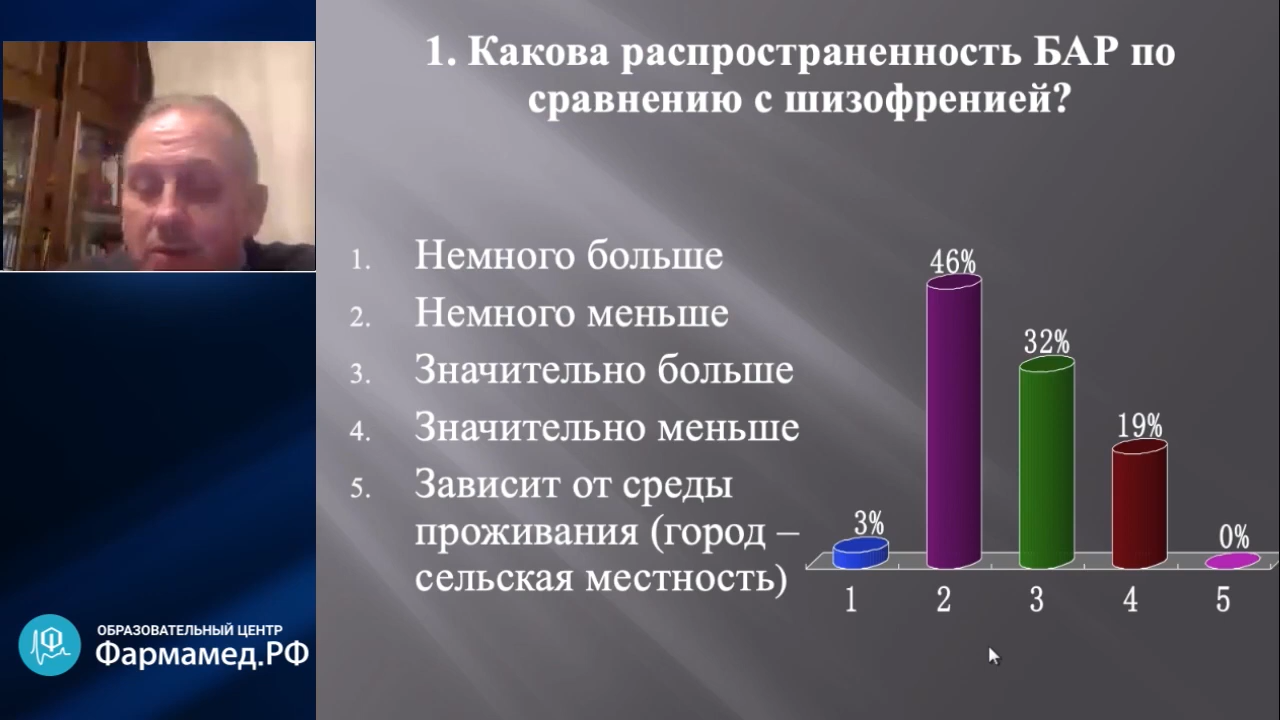 1. Какова распространенность БАР по
сравнению с шизофренией?
1. Немного больше
2. Немного меньше
3. Значительно больше
4. Значительно меньше
5. Зависит от среды
проживания (город –
сельская местность)
3%
46%
32%
19%
0%
1 2 3 4 5
ОБРАЗОВАТЕЛЬНЫЙ ЦЕНТР
Фармамед.РФ